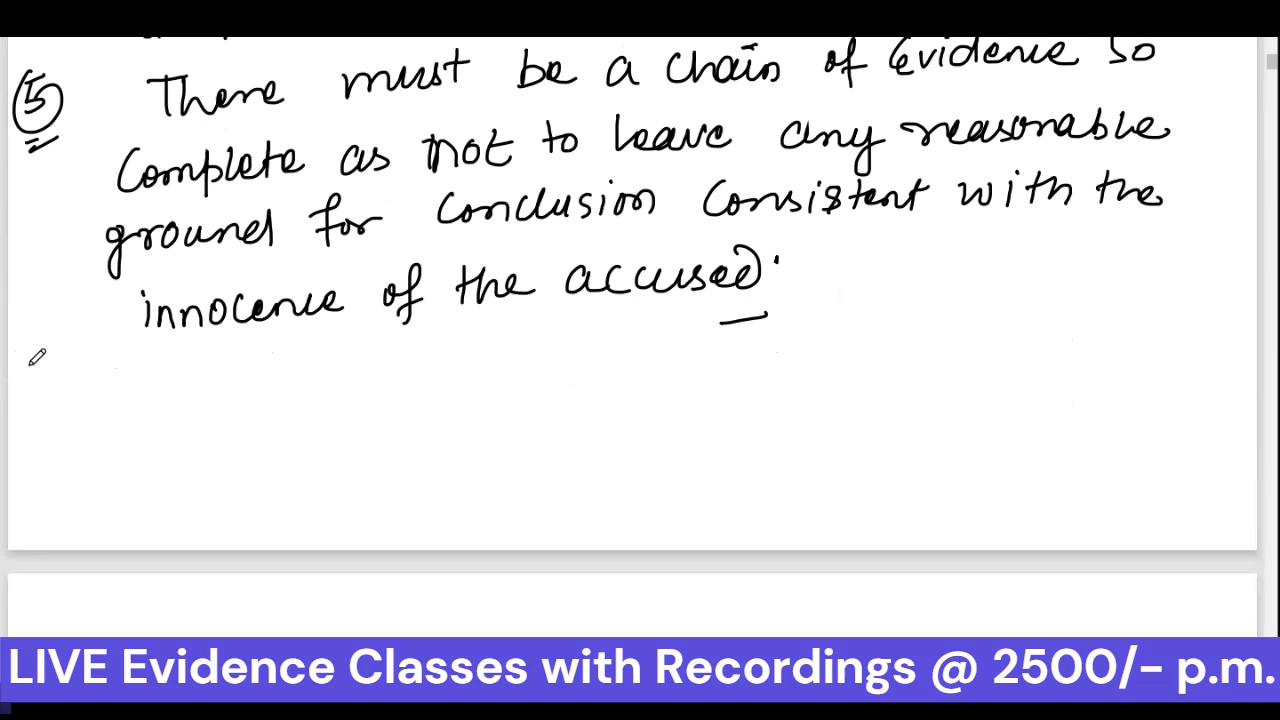 ⑤ There must be a chain of Evidence so
Complete as not to leave any reasonable
ground for conclusion consistent with the
innocence of the accused.
LIVE Evidence Classes with Recordings @ 2500/- p.m.